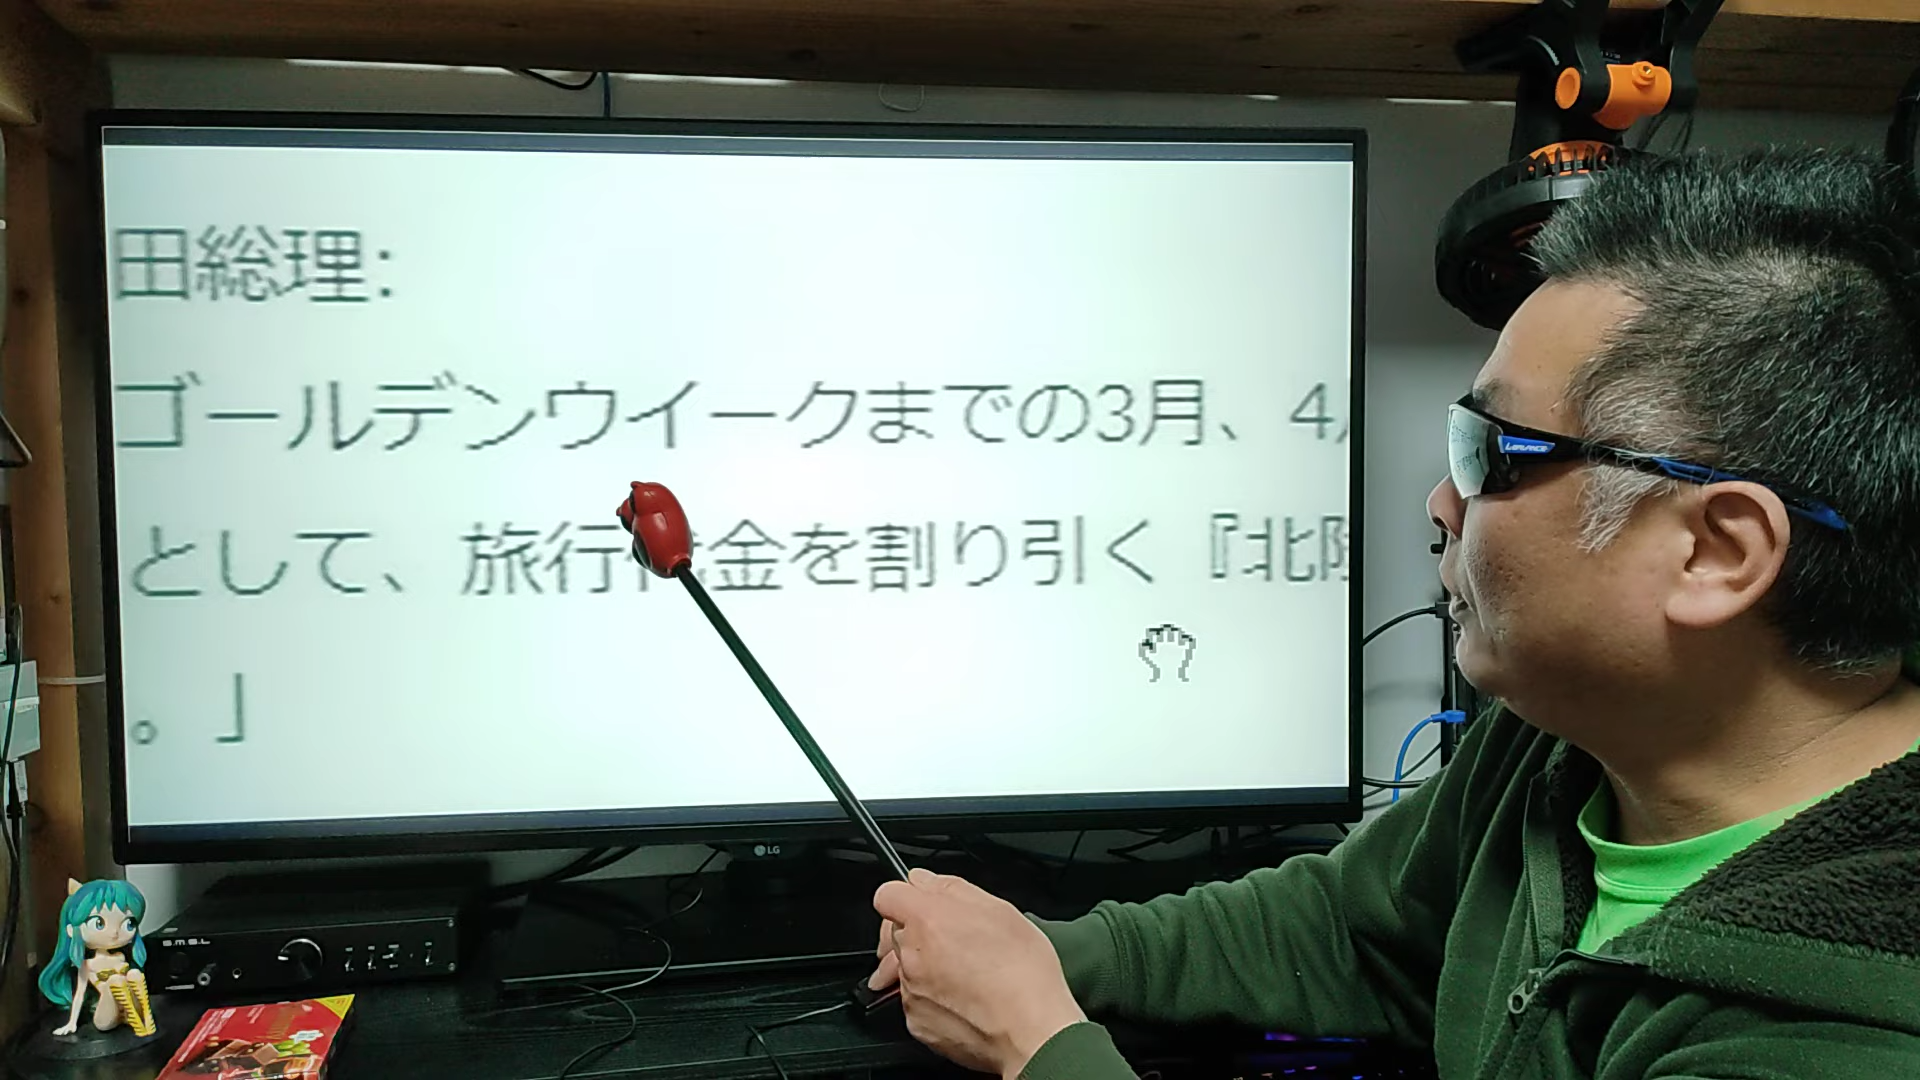 田総理:
ゴールデンウイークまでの3月、4
として、旅行 金を割り引く『北
。」
LG
S.M.S.L